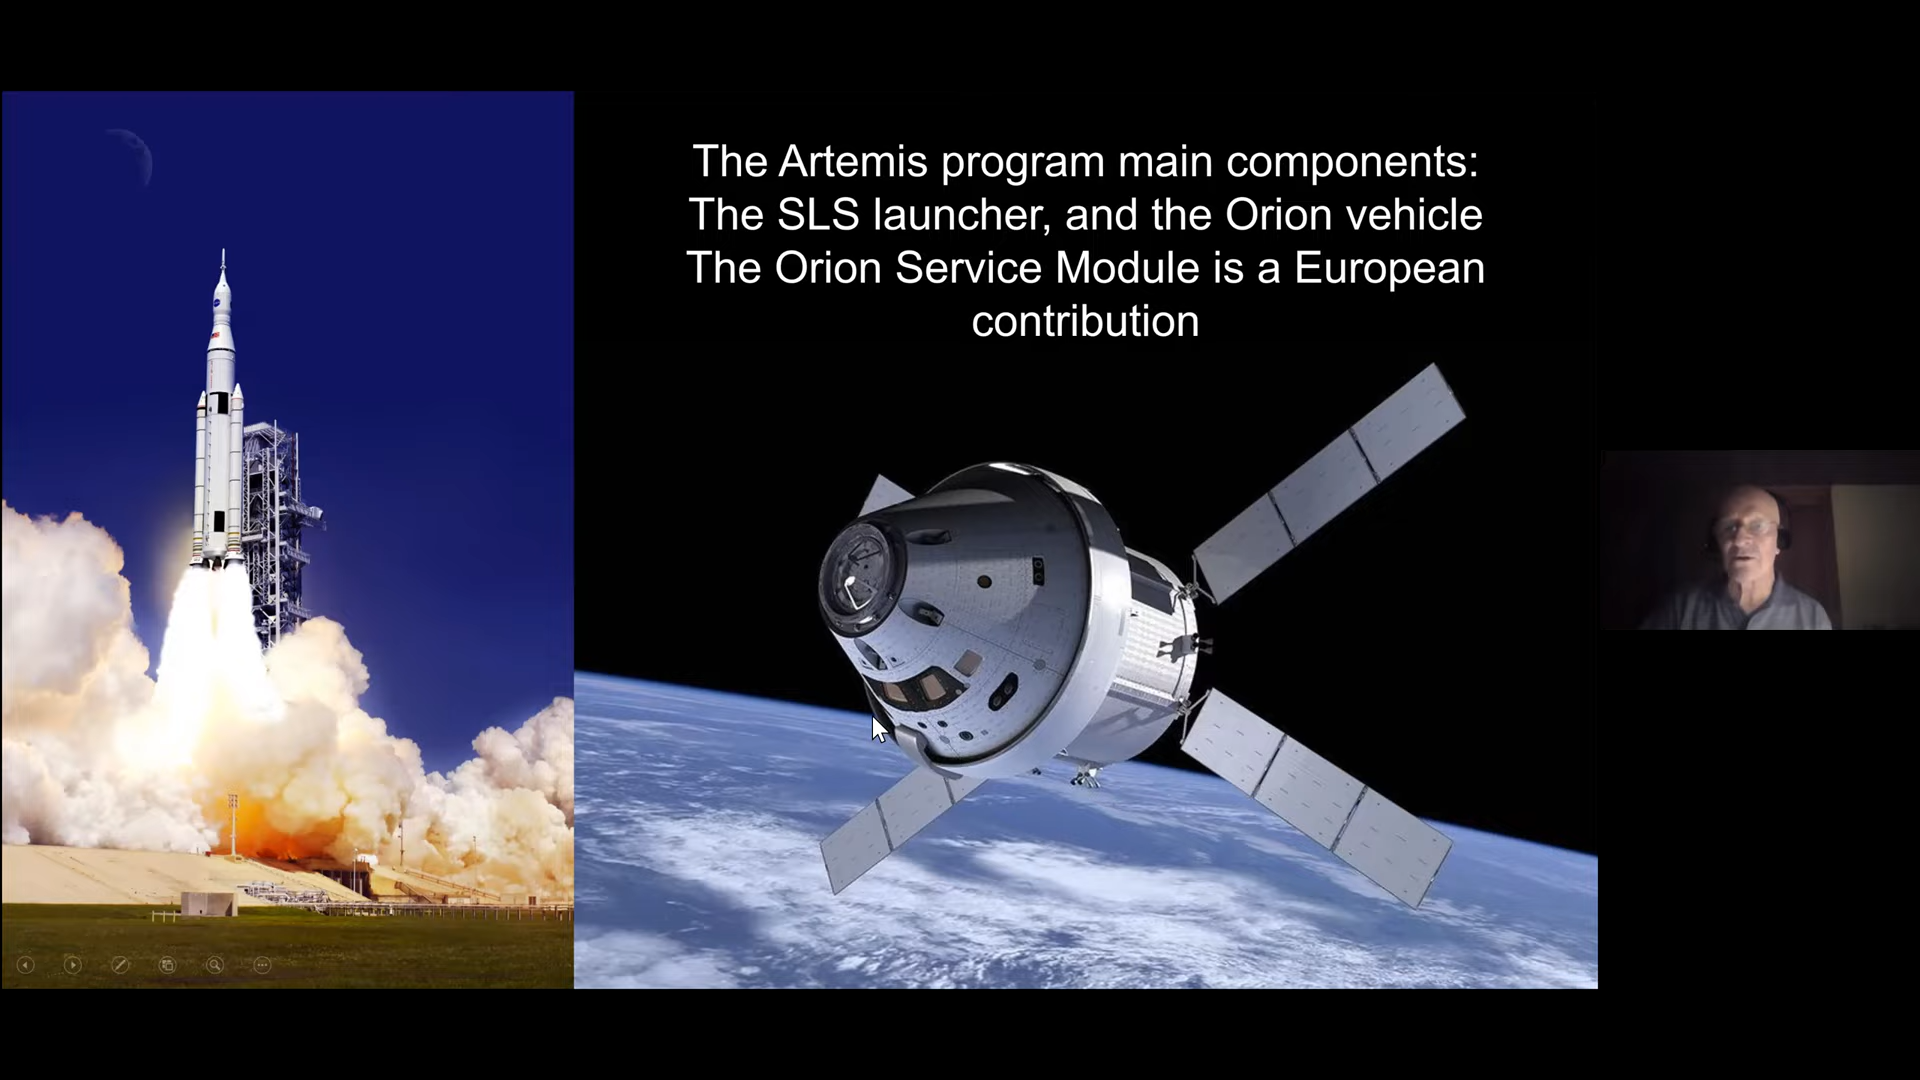 The Artemis program main components:
The SLS launcher, and the Orion vehicle
The Orion Service Module is a European
contribution